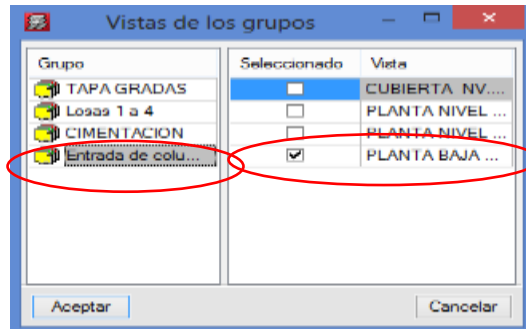 Vistas de los grupos
Grupo Seleccionado Vista
TAPA GRADAS CUBIERTA NV....
Losas 1 a 4 PLANTA NIVEL ...
CIMENTACION PLANTA NIVEL ...
Entrada de colu... PLANTA BAJA ...
Aceptar Cancelar